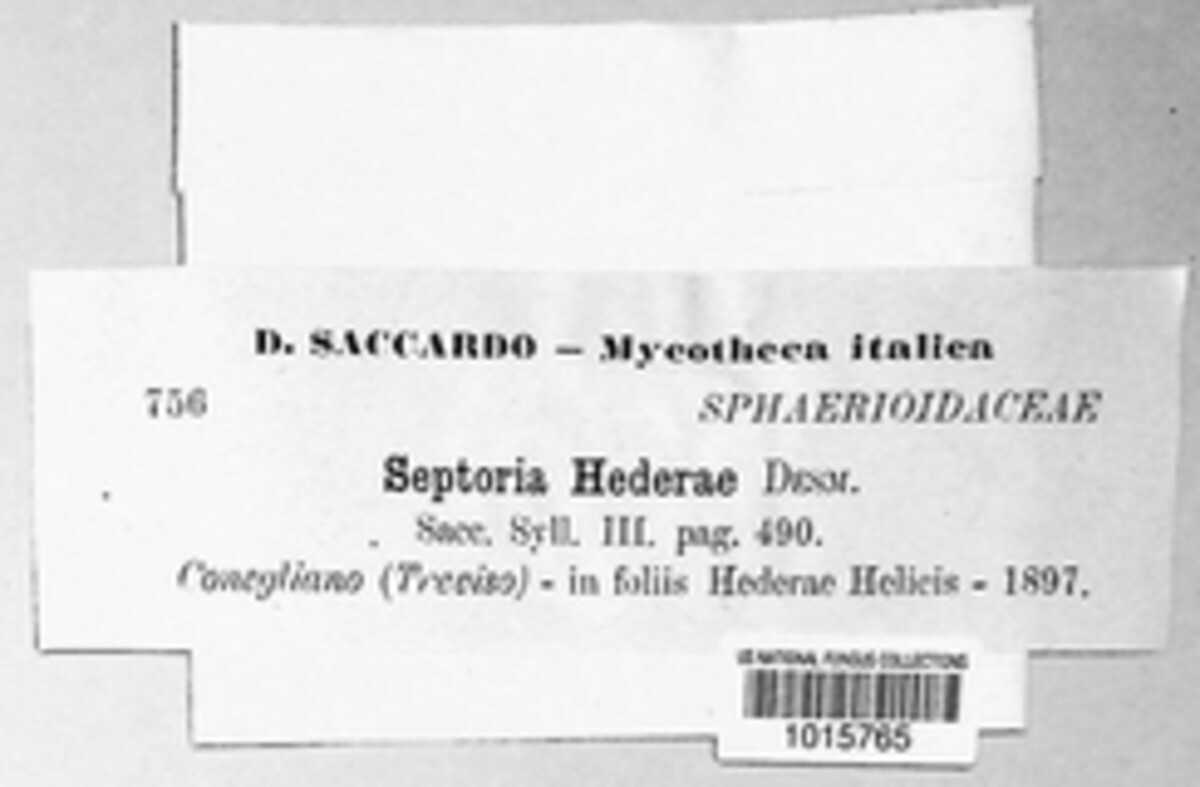 D. SACCARDO – Mycotheca italica
756
SPHAERIOIDACEAE
Septoria Hederae Desm.
Sacc. Syll. III. pag. 490.
Conegliano (Treviso) - in foliis Hederae Helicis - 1897.
US NATIONAL FUNGUS COLLECTIONS
1015765